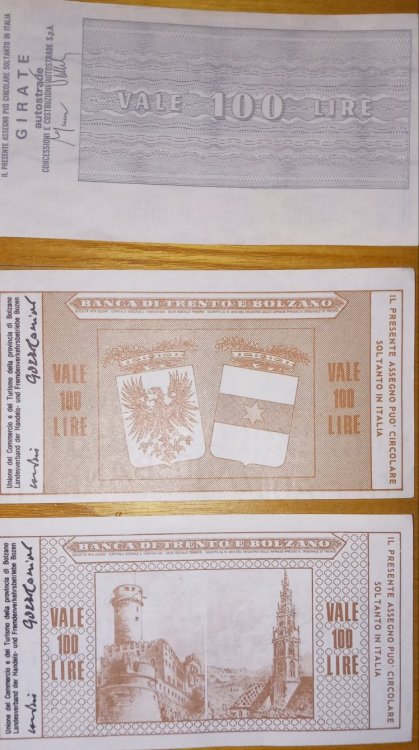 IL PRESENTE ASSEGNO PUÒ CIRCOLARE SOLTANTO IN ITALIA
GIRATE
autostrade
CONCESSIONI E COSTRUZIONI AUTOSTRADE S.p.A.
VALE 100 LIRE
Unione del Commercio e del Turismo della provincia di Bolzano
Landesverband der Handels- und Fremdenverkehrsbetriebe Bozen
BANCA DI TRENTO E BOLZANO
VALE
100
LIRE
VALE
100
LIRE
IL PRESENTE ASSEGNO PUO' CIRCOLARE
SOLTANTO IN ITALIA
Unione del Commercio e del Turismo della provincia di Bolzano
Landesverband der Handels- und Fremdenverkehrsbetriebe Bozen
BANCA DI TRENTO E BOLZANO
VALE
100
LIRE
VALE
100
LIRE
IL PRESENTE ASSEGNO PUO' CIRCOLARE
SOLTANTO IN ITALIA